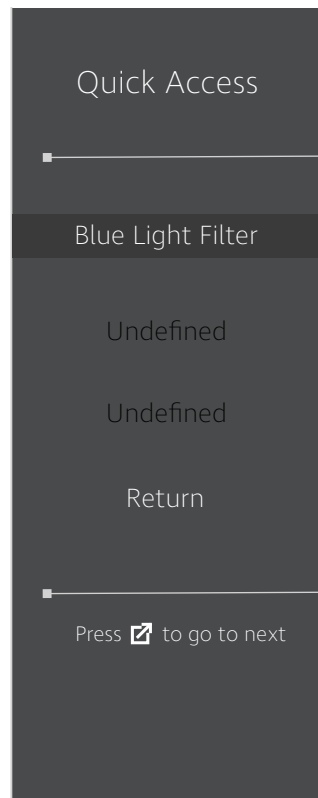 Quick Access
Blue Light Filter
Undefined
Undefined
Return
Press to go to next